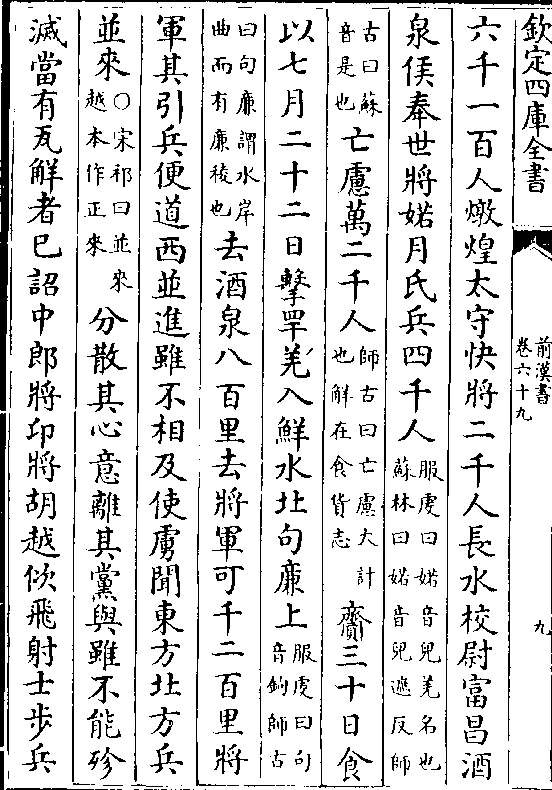 欽定四庫全書
前漢書
卷六十九
九
六千一百人燉煌太守快將二千人長水校尉富昌酒
泉侯奉世將婼月氏兵四千人服䖍曰婼音兒羌名也蘇林曰婼音兒遮反師
古曰蘇音是也亡慮萬二千人師古曰亡慮大計也解在食貨志齎三十日食
以七月二十二日擊䍐羌入鮮水北句廉上服䖍曰句音鉤師古
曰句廉謂水岸曲而有廉稜也去酒泉八百里去將軍可千二百里將
軍其引兵便道西並進雖不相及使虜聞東方北方兵
並來○宋祁曰並來越本作正來分散其心意離其黨與雖不能殄
滅當有瓦解者已詔中郎將卬將胡越佽飛射士步兵